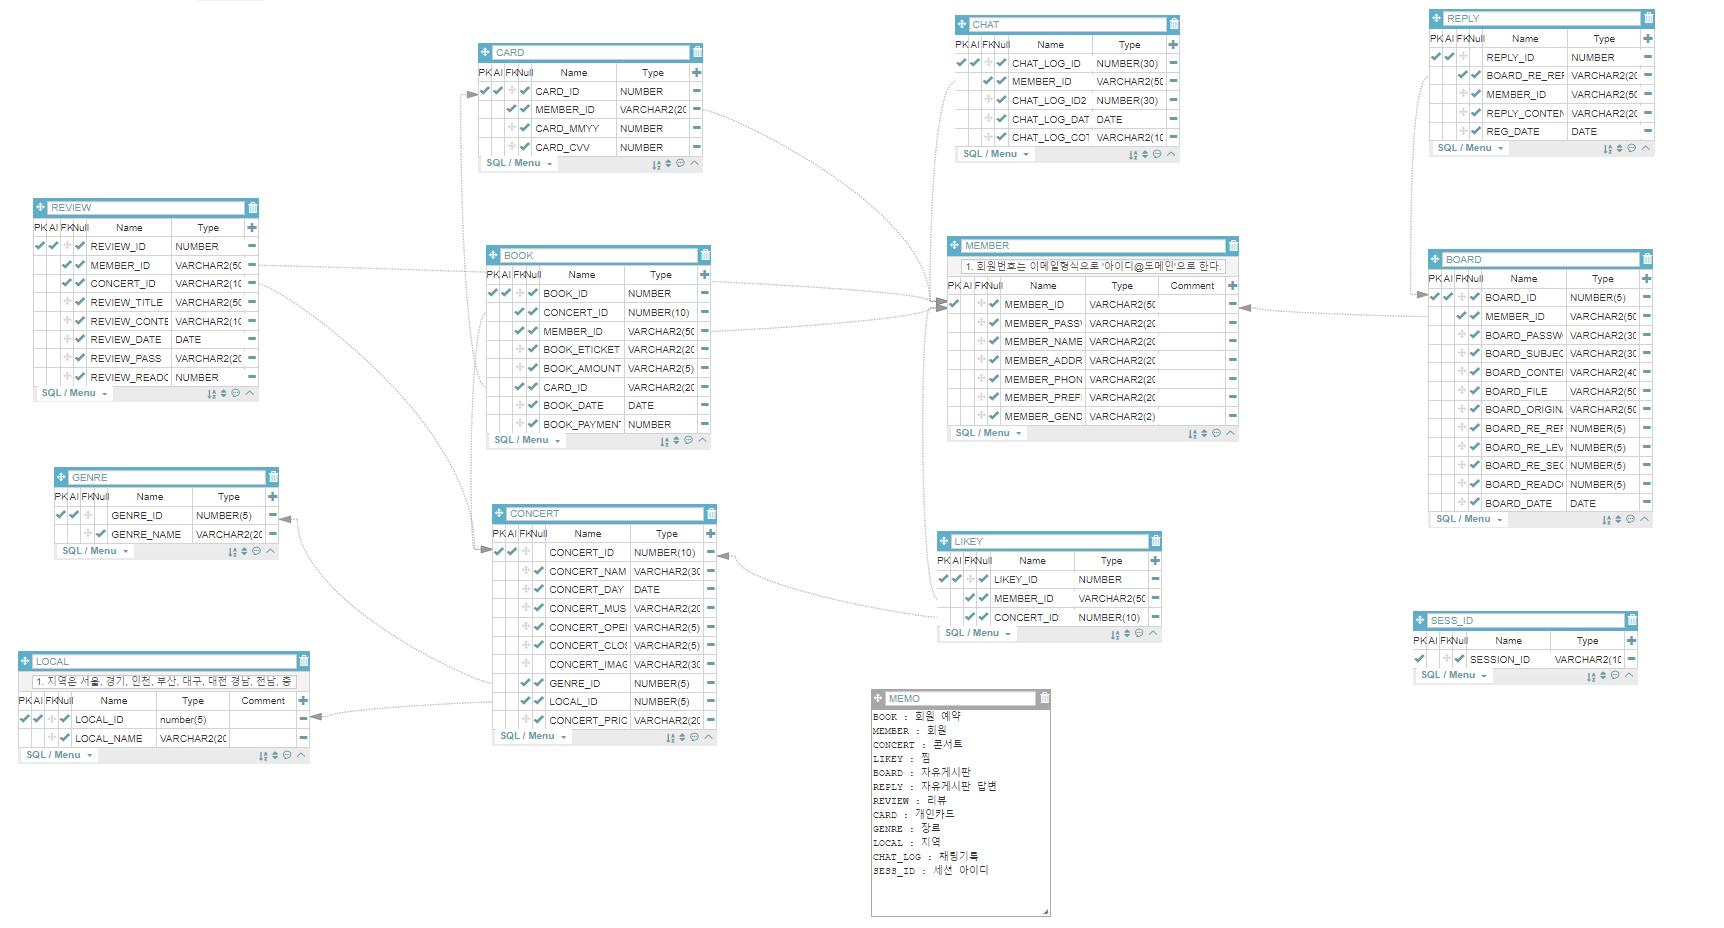 CARD
PK AI FK Null Name Type
CARD_ID NUMBER
MEMBER_ID VARCHAR2(20
CARD_MMYY NUMBER
CARD_CVV NUMBER
SQL / Menu
CHAT
PK AI FK Null Name Type
CHAT_LOG_ID NUMBER(30)
MEMBER_ID VARCHAR2(50
CHAT_LOG_ID2 NUMBER(30)
CHAT_LOG_DAT DATE
CHAT_LOG_COT VARCHAR2(10
SQL / Menu
REPLY
PK AI FK Null Name Type
REPLY_ID NUMBER
BOARD_RE_REF VARCHAR2(20
MEMBER_ID VARCHAR2(50
REPLY_CONTEN VARCHAR2(20
REG_DATE DATE
SQL / Menu
REVIEW
PK AI FK Null Name Type
REVIEW_ID NUMBER
MEMBER_ID VARCHAR2(50
CONCERT_ID VARCHAR2(10
REVIEW_TITLE VARCHAR2(50
REVIEW_CONTE VARCHAR2(10
REVIEW_DATE DATE
REVIEW_PASS VARCHAR2(20
REVIEW_READC NUMBER
SQL / Menu
BOOK
PK AI FK Null Name Type
BOOK_ID NUMBER
CONCERT_ID NUMBER(10)
MEMBER_ID VARCHAR2(50
BOOK_ETICKET VARCHAR2(20
BOOK_AMOUNT VARCHAR2(5)
CARD_ID VARCHAR2(20
BOOK_DATE DATE
BOOK_PAYMENT NUMBER
SQL / Menu
MEMBER
1. 회원번호는 이메일형식으로 '아이디@도메인'으로 한다.
PK AI FK Null Name Type Comment
MEMBER_ID VARCHAR2(50
MEMBER_PASSW VARCHAR2(20
MEMBER_NAME VARCHAR2(20
MEMBER_ADDR VARCHAR2(20
MEMBER_PHON VARCHAR2(20
MEMBER_PREF VARCHAR2(20
MEMBER_GEND VARCHAR2(2)
SQL / Menu
BOARD
PK AI FK Null Name Type
BOARD_ID NUMBER(5)
MEMBER_ID VARCHAR2(50
BOARD_PASSW VARCHAR2(30
BOARD_SUBJEC VARCHAR2(30
BOARD_CONTE VARCHAR2(40
BOARD_FILE VARCHAR2(50
BOARD_ORIGIN VARCHAR2(50
BOARD_RE_REF NUMBER(5)
BOARD_RE_LEV NUMBER(5)
BOARD_RE_SEC NUMBER(5)
BOARD_READC NUMBER(5)
BOARD_DATE DATE
SQL / Menu
GENRE
PK AI FK Null Name Type
GENRE_ID NUMBER(5)
GENRE_NAME VARCHAR2(20
SQL / Menu
CONCERT
PK AI FK Null Name Type
CONCERT_ID NUMBER(10)
CONCERT_NAM VARCHAR2(30
CONCERT_DAY DATE
CONCERT_MUS VARCHAR2(20
CONCERT_OPEI VARCHAR2(5)
CONCERT_CLOS VARCHAR2(5)
CONCERT_IMAG VARCHAR2(30
GENRE_ID NUMBER(5)
LOCAL_ID NUMBER(5)
CONCERT_PRIC VARCHAR2(20
SQL / Menu
LIKEY
PK AI FK Null Name Type
LIKEY_ID NUMBER
MEMBER_ID VARCHAR2(50
CONCERT_ID NUMBER(10)
SQL / Menu
SESS_ID
PK AI FK Null Name Type
SESSION_ID VARCHAR2(10
SQL / Menu
LOCAL
1. 지역은 서울, 경기, 인천, 부산, 대구, 대전 경남, 전남, 충
PK AI FK Null Name Type Comment
LOCAL_ID number(5)
LOCAL_NAME VARCHAR2(20
SQL / Menu
MEMO
BOOK : 회원 예약
MEMBER : 회원
CONCERT : 콘서트
LIKEY : 찜
BOARD : 자유게시판
REPLY : 자유게시판 답변
REVIEW : 리뷰
CARD : 개인카드
GENRE : 장르
LOCAL : 지역
CHAT_LOG : 채팅기록
SESS_ID : 세션 아이디